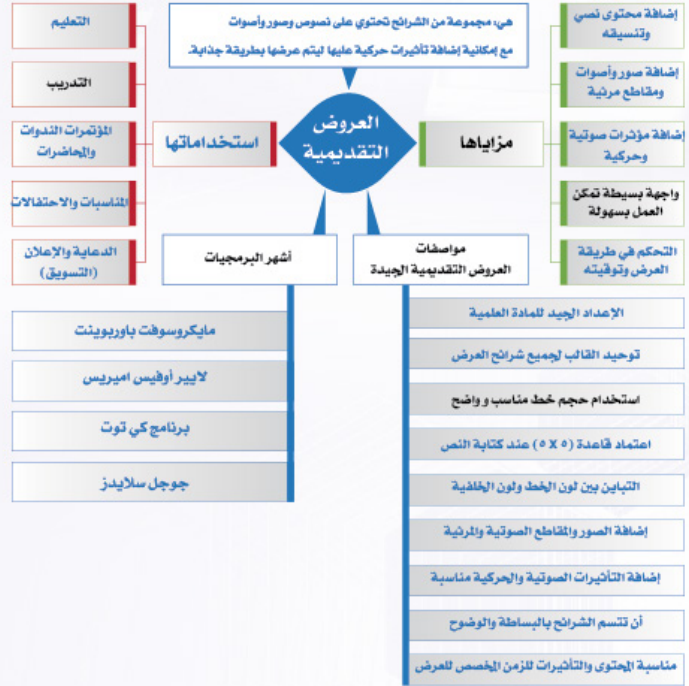 هي: مجموعة من الشرائح تحتوي على نصوص وصور وأصوات
مع إمكانية إضافة تأثيرات حركية عليها ليتم عرضها بطريقة جذابة.
العروض
التقديمية
مزاياها
إضافة محتوى نصي
وتنسيقه
إضافة صور وأصوات
ومقاطع مرئية
إضافة مؤثرات صوتية
وحركية
واجهة بسيطة تمكن
العمل بسهولة
التحكم في طريقة
العرض وتوقيته
استخداماتها
التعليم
التدريب
المؤتمرات الندوات
والمحاضرات
المناسبات والاحتفالات
الدعاية والإعلان
(التسويق)
مواصفات
العروض التقديمية الجيدة
الإعداد الجيد للمادة العلمية
توحيد القالب لجميع شرائح العرض
استخدام حجم خط مناسب و واضح
اعتماد قاعدة (٥ X ٥) عند كتابة النص
التباين بين لون الخط ولون الخلفية
إضافة الصور والمقاطع الصوتية والمرئية
إضافة التأثيرات الصوتية والحركية مناسبة
أن تتسم الشرائح بالبساطة والوضوح
مناسبة المحتوى والتأثيرات للزمن المخصص للعرض
أشهر البرمجيات
مايكروسوفت باوربوينت
لايبر أوفيس امبريس
برنامج كي توت
جوجل سلايدز